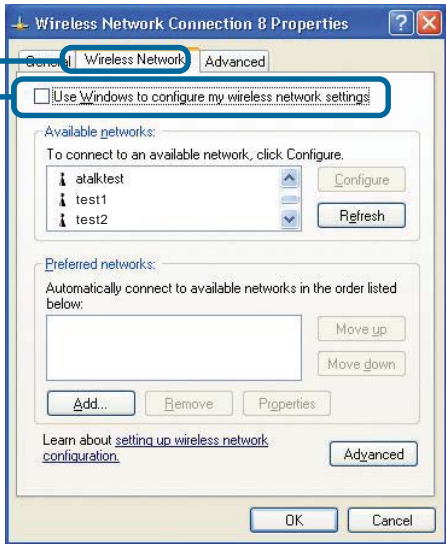 Wireless Network Connection 8 Properties
General Wireless Network Advanced
Use Windows to configure my wireless network settings
Available networks:
To connect to an available network, click Configure.
atalktest
test1
test2
Configure
Refresh
Preferred networks:
Automatically connect to available networks in the order listed
below:
Move up
Move down
Add... Remove Properties
Learn about setting up wireless network
configuration.
Advanced
OK Cancel